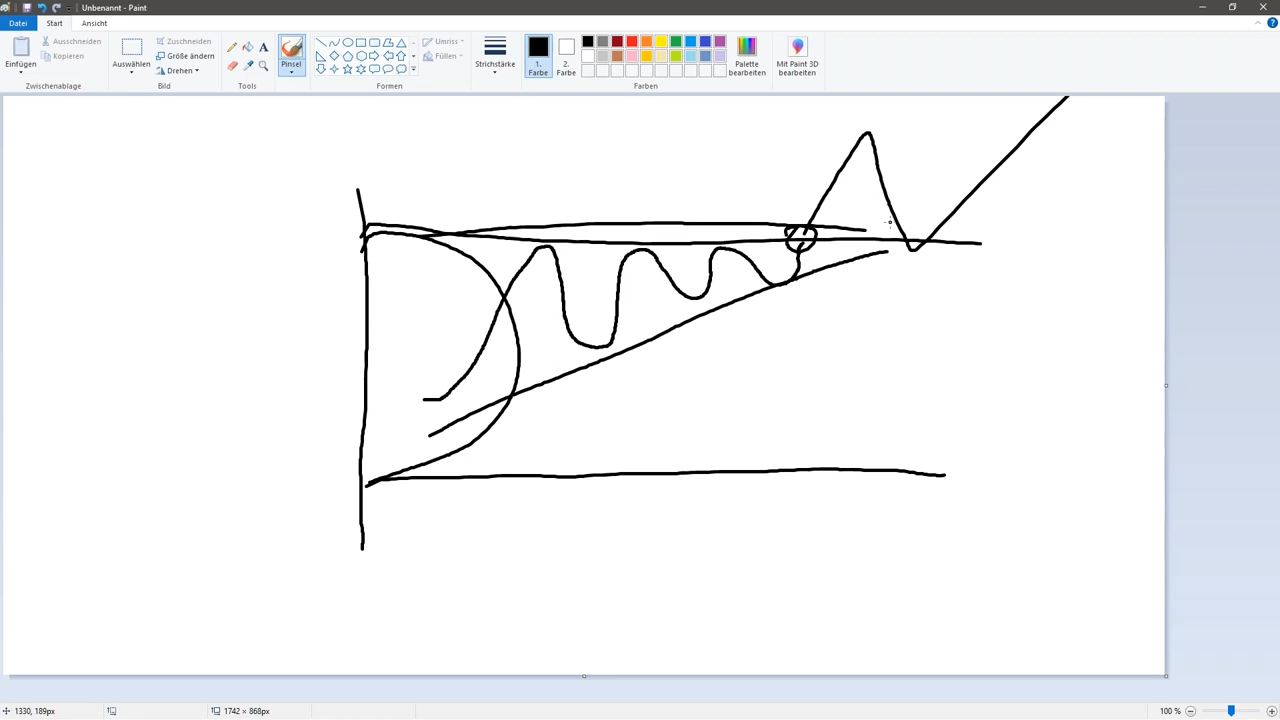 Unbenannt - Paint
Datei Start Ansicht
Einfügen
Ausschneiden
Kopieren
Zwischenablage
Auswählen
Zuschneiden
Größe ändern
Drehen
Bild
A
Tools
Pinsel
Umriss
Füllen
Formen
Strichstärke
1.
Farbe
2.
Farbe
Palette
bearbeiten
Farben
Mit Paint 3D
bearbeiten
1330, 189px
1742 × 868px
100 %